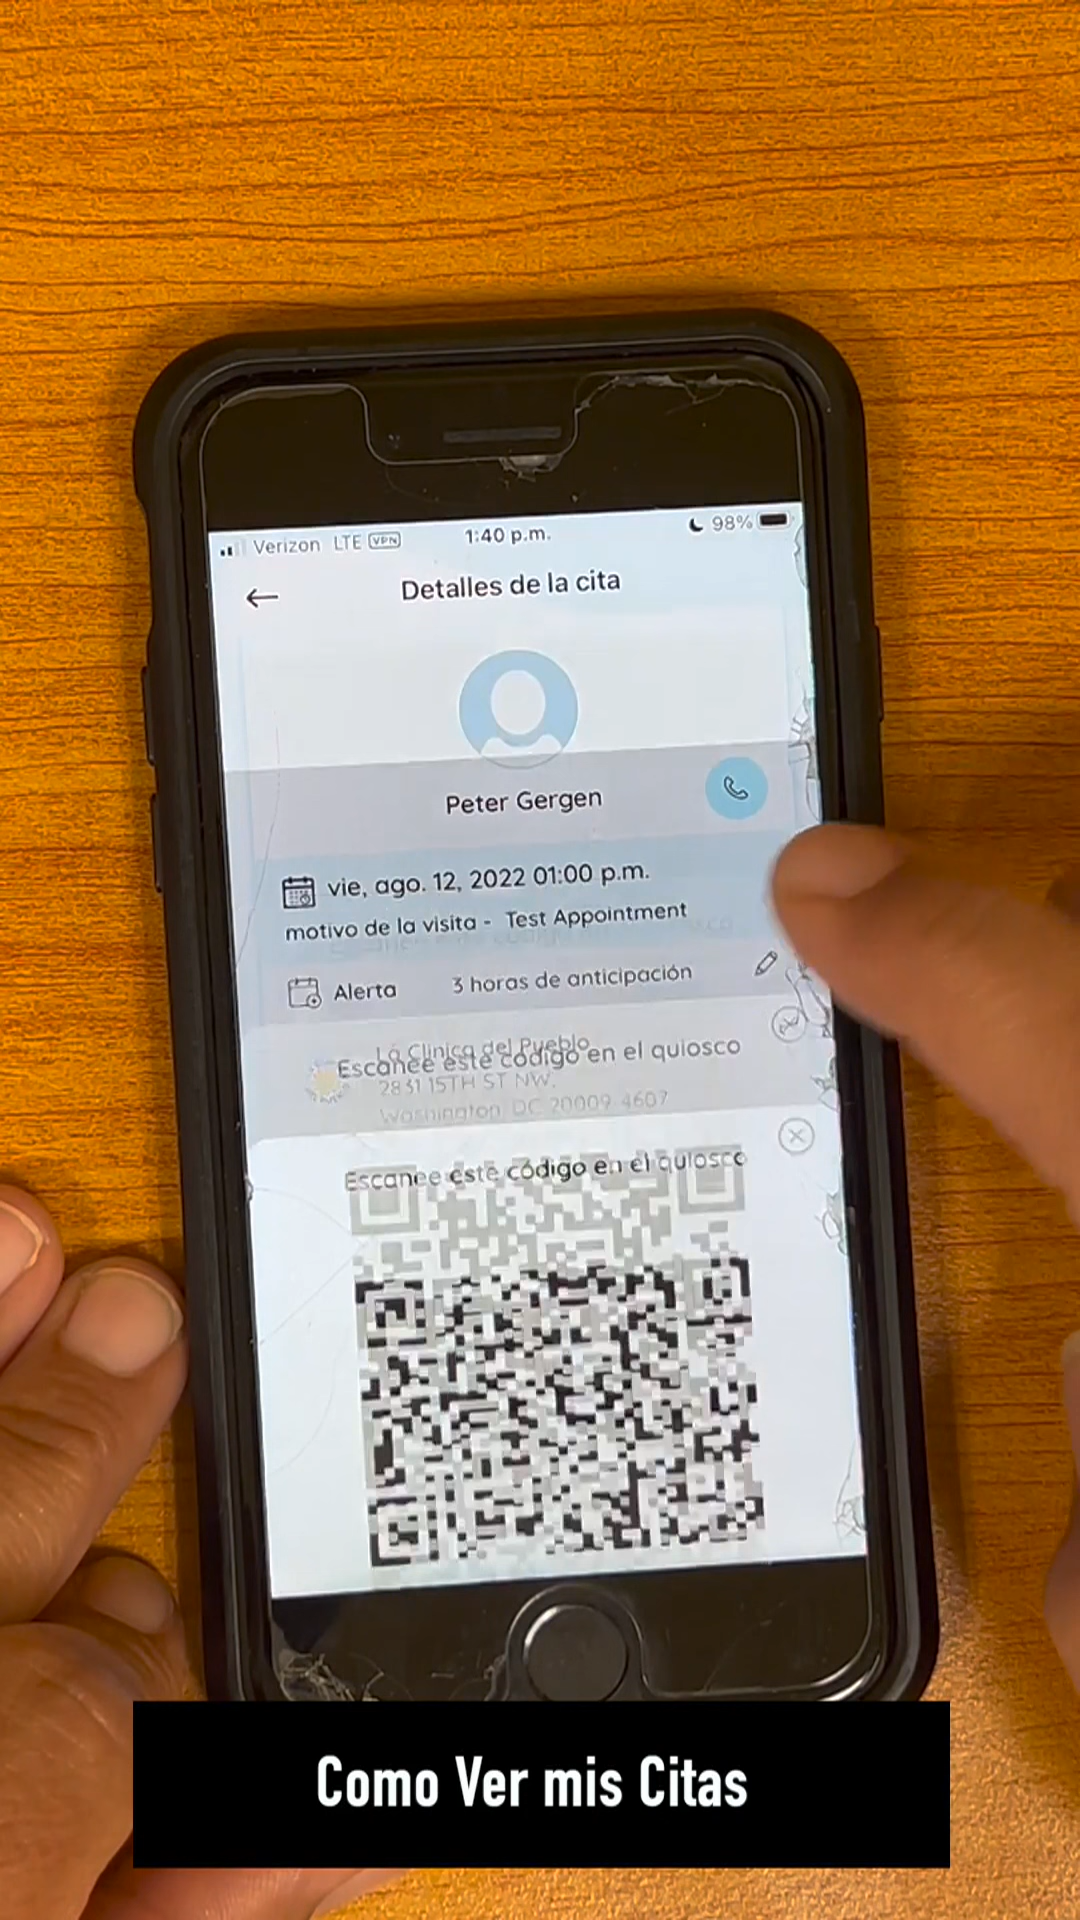 Verizon LTE VPN 1:40 p.m. 98%
Detalles de la cita
Peter Gergen
vie, ago. 12, 2022 01:00 p.m.
motivo de la visita - Test Appointment
Alerta 3 horas de anticipación
La Clinica del Pueblo
Escanee este código en el quiosco
2831 15TH ST NW,
Washington, DC 20009-4607
Escanee este código en el quiosco
Como Ver mis Citas